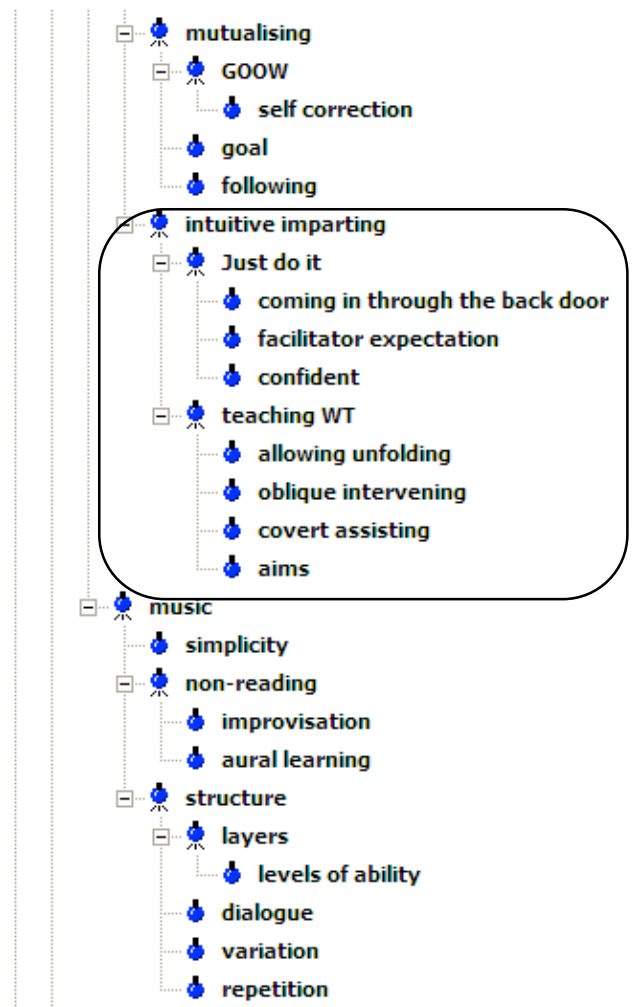 mutualising
GOOW
self correction
goal
following
intuitive imparting
Just do it
coming in through the back door
facilitator expectation
confident
teaching WT
allowing unfolding
oblique intervening
covert assisting
aims
music
simplicity
non-reading
improvisation
aural learning
structure
layers
levels of ability
dialogue
variation
repetition